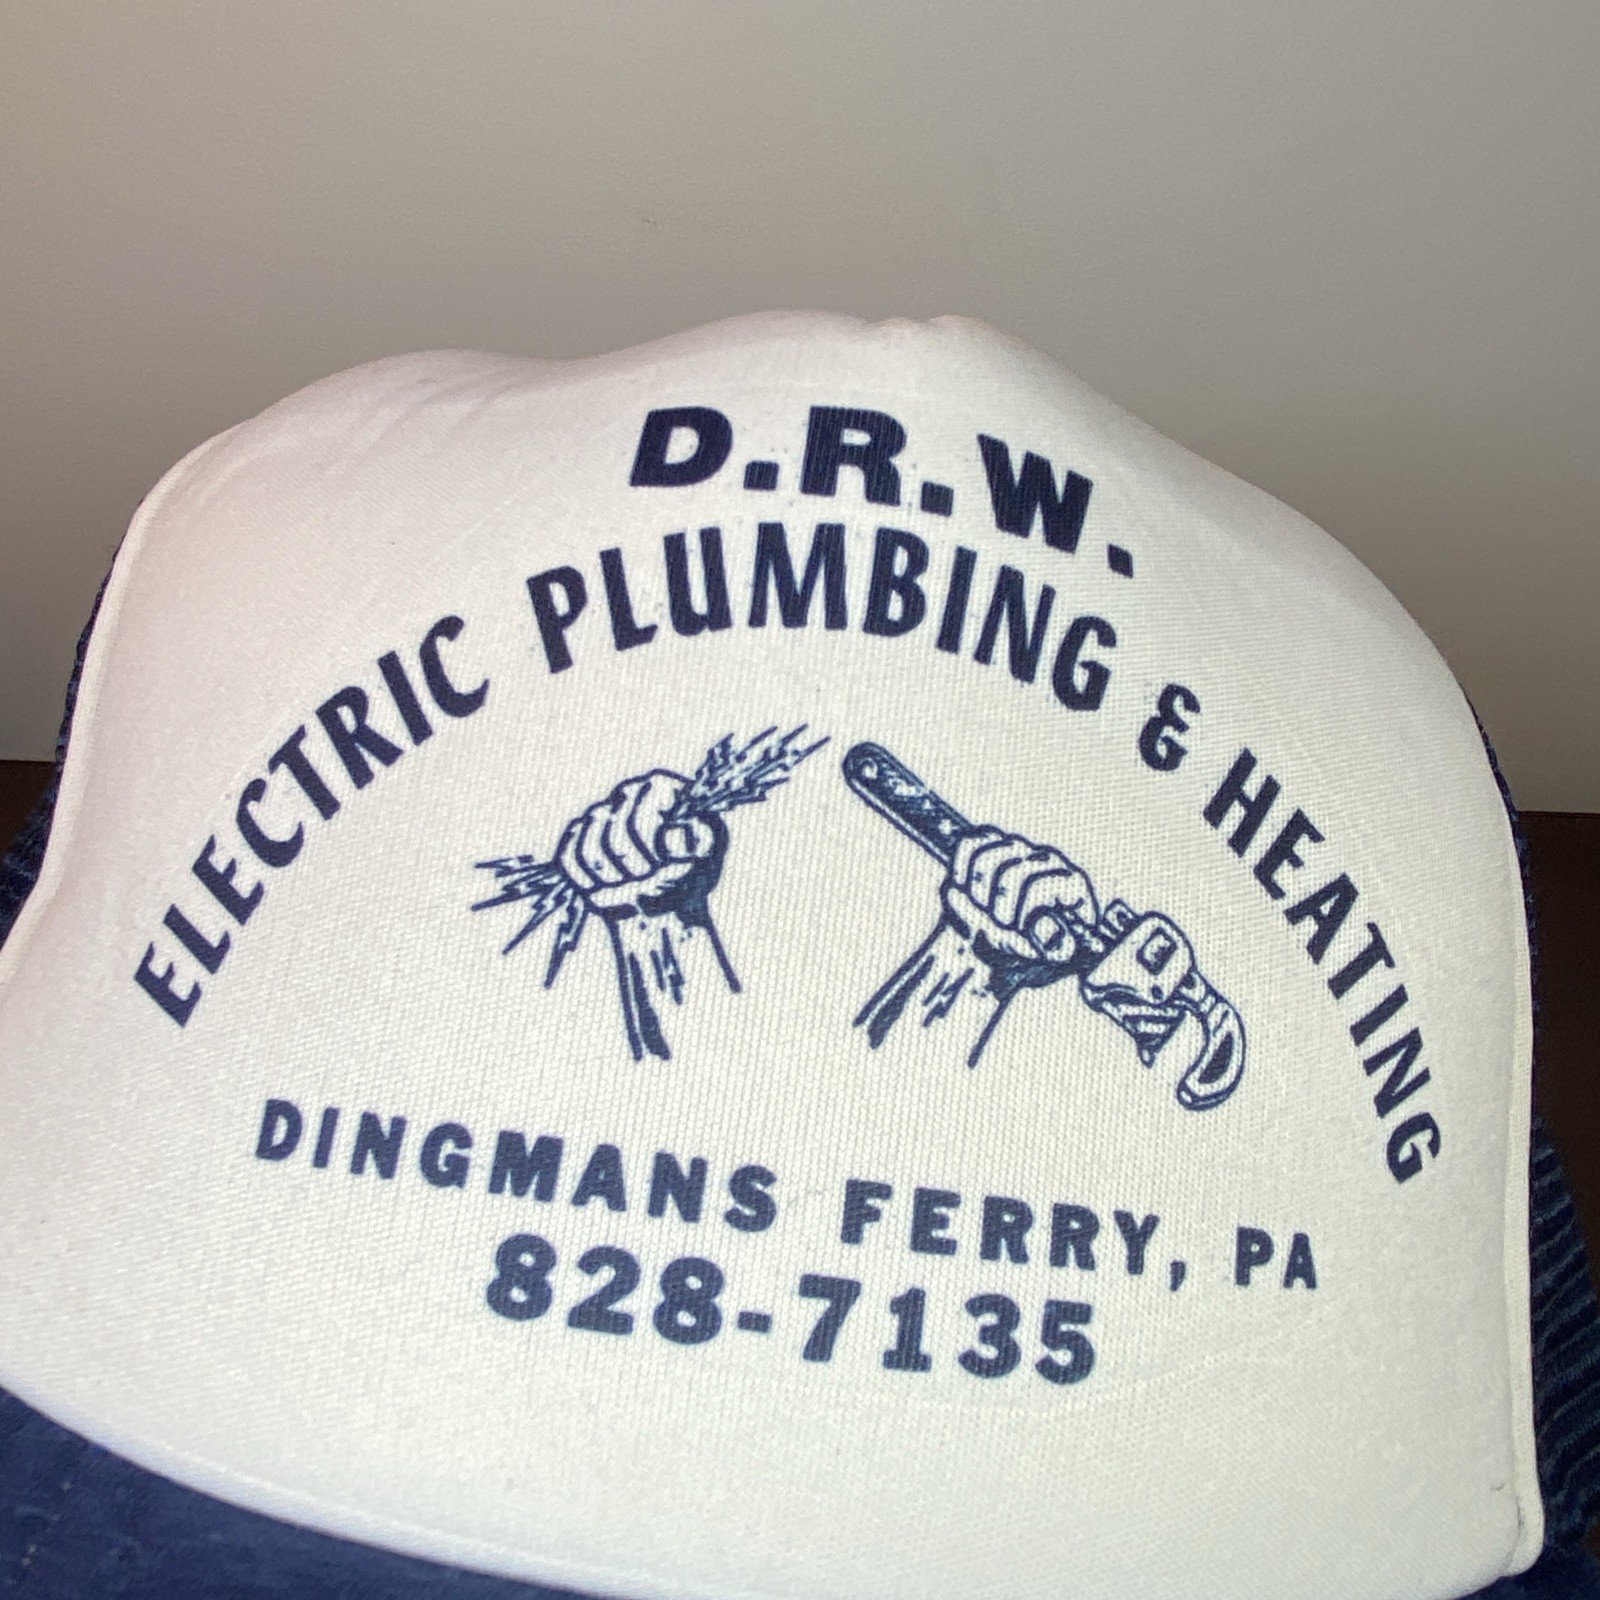 D.R.W.
ELECTRIC PLUMBING & HEATING
DINGMANS FERRY, PA
828-7135